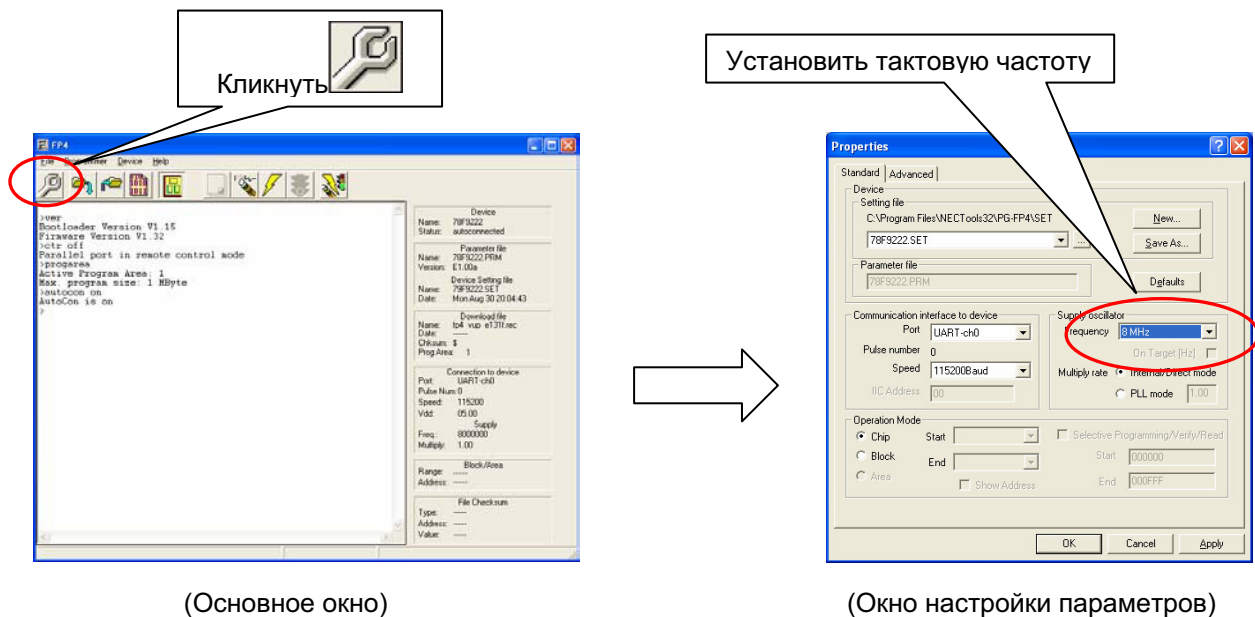 Кликнуть
Установить тактовую частоту
FP4
File Programmer Device Help
>ver
Bootloader Version V1.15
Firmware Version V1.32
>ctr off
Parallel port in remote control mode
>progarea
Active Program Area: 1
Max. program size: 1 MByte
>autocon on
AutoCon is on
>
Device
Name: 78F9222
Status: autoconnected
Parameter file
Name: 78F9222.PRM
Version: E1.00a
Device Setting file
Name: 79F9222.SET
Date: Mon Aug 30 20:04:43
Download file
Name: fp4_vup_e131f.rec
Date: -----
Chksum: $
Prog Area: 1
Connection to device
Port: UART-ch0
Pulse Num: 0
Speed: 115200
Vdd: 05.00
Supply
Freq.: 8000000
Multiply: 1.00
Block/Area
Range: -----
Address: -----
File Checksum
Type: -----
Address: -----
Value: -----
Properties
Standard Advanced
Device
Setting file
C:\Program Files\NECTools32\PG-FP4\SET
New...
78F9222.SET
...
Save As...
Parameter file
78F9222.PRM
Defaults
Communication interface to device
Port UART-ch0
Pulse number 0
Speed 115200Baud
IIC Address 00
Supply oscillator
Frequency 8 MHz
On Target [Hz]
Multiply rate Internal/Direct mode
PLL mode 1.00
Operation Mode
Chip Start
Block End
Area
Show Address
Selective Programming/Verify/Read
Start 000000
End 000FFF
OK Cancel Apply
(Основное окно)
(Окно настройки параметров)